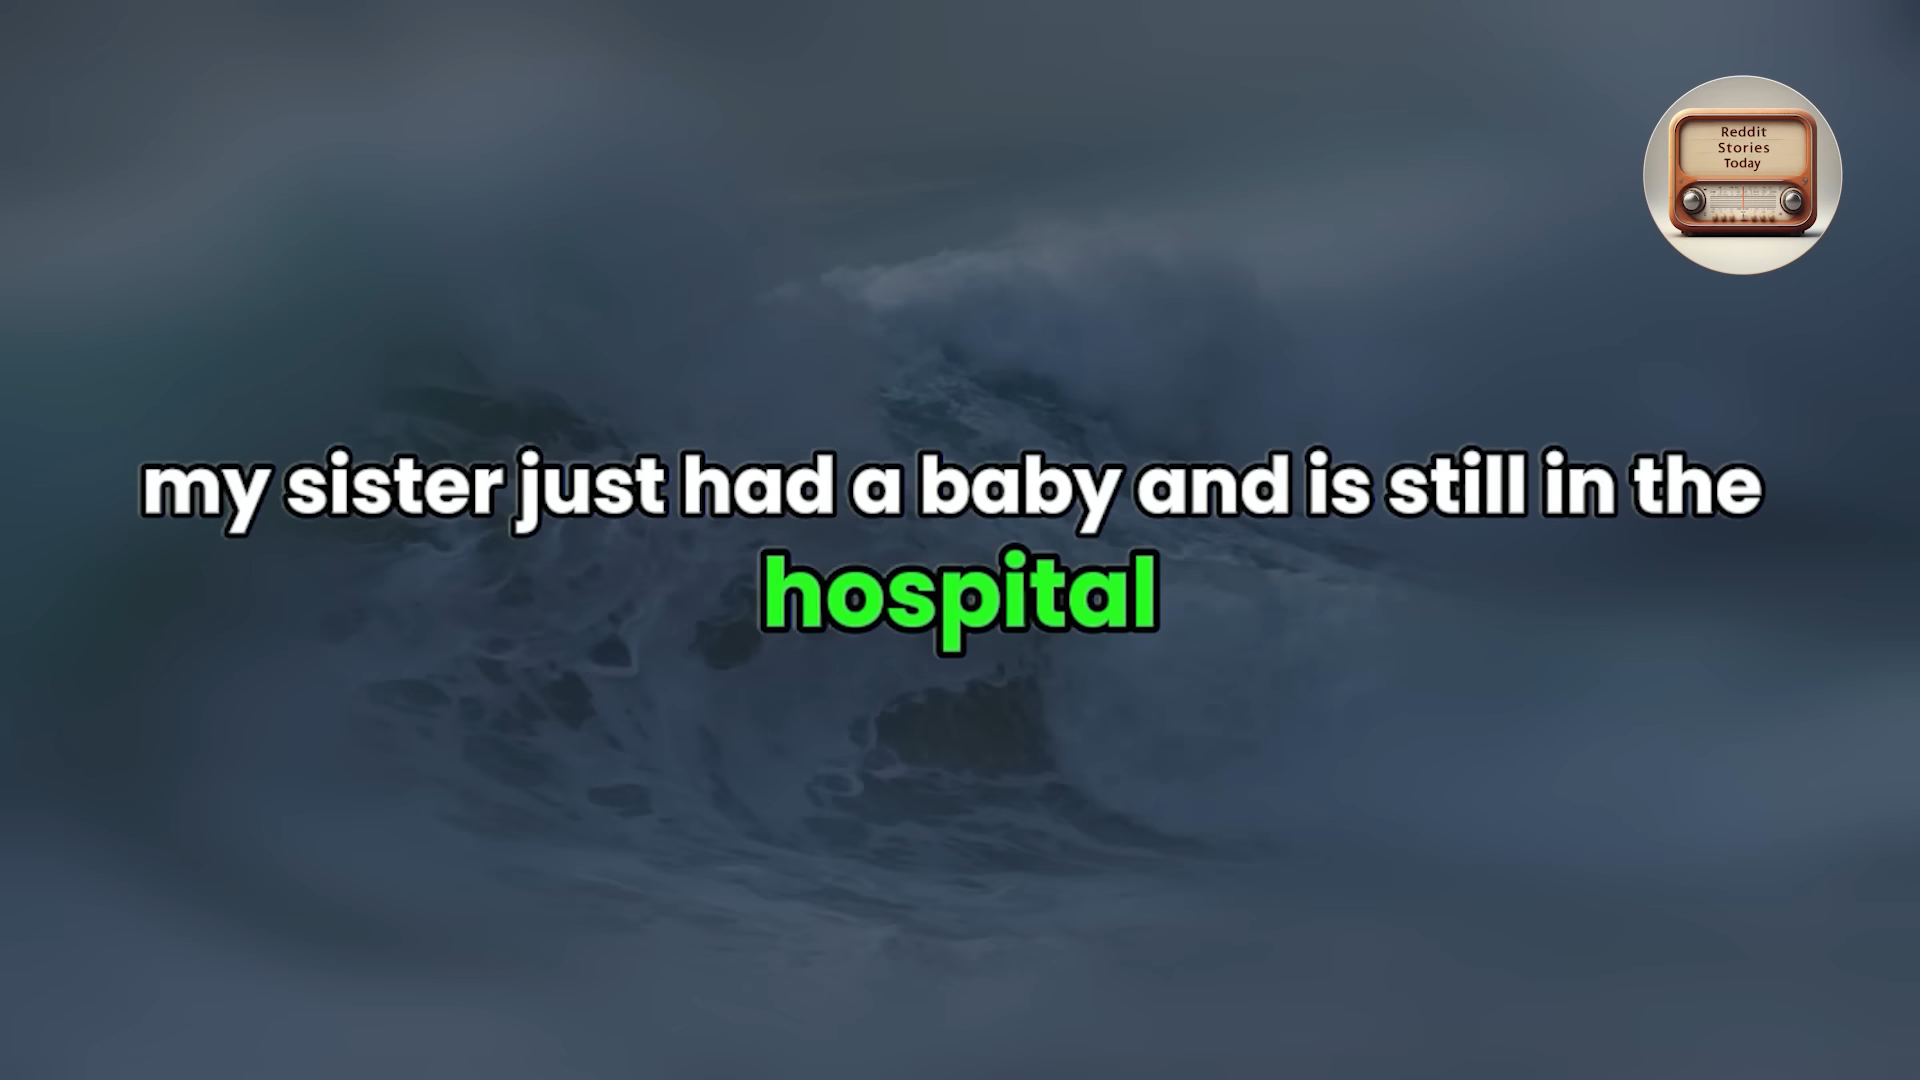 Reddit
Stories
Today
my sister just had a baby and is still in the
hospital